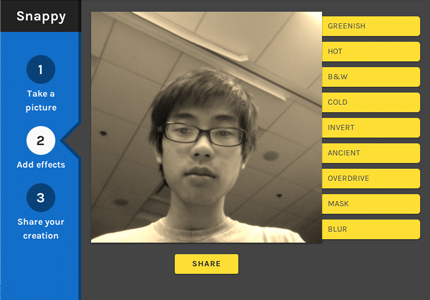 Snappy
1
Take a
picture
2
Add effects
3
Share your
creation
GREENISH
HOT
B&W
COLD
INVERT
ANCIENT
OVERDRIVE
MASK
BLUR
SHARE